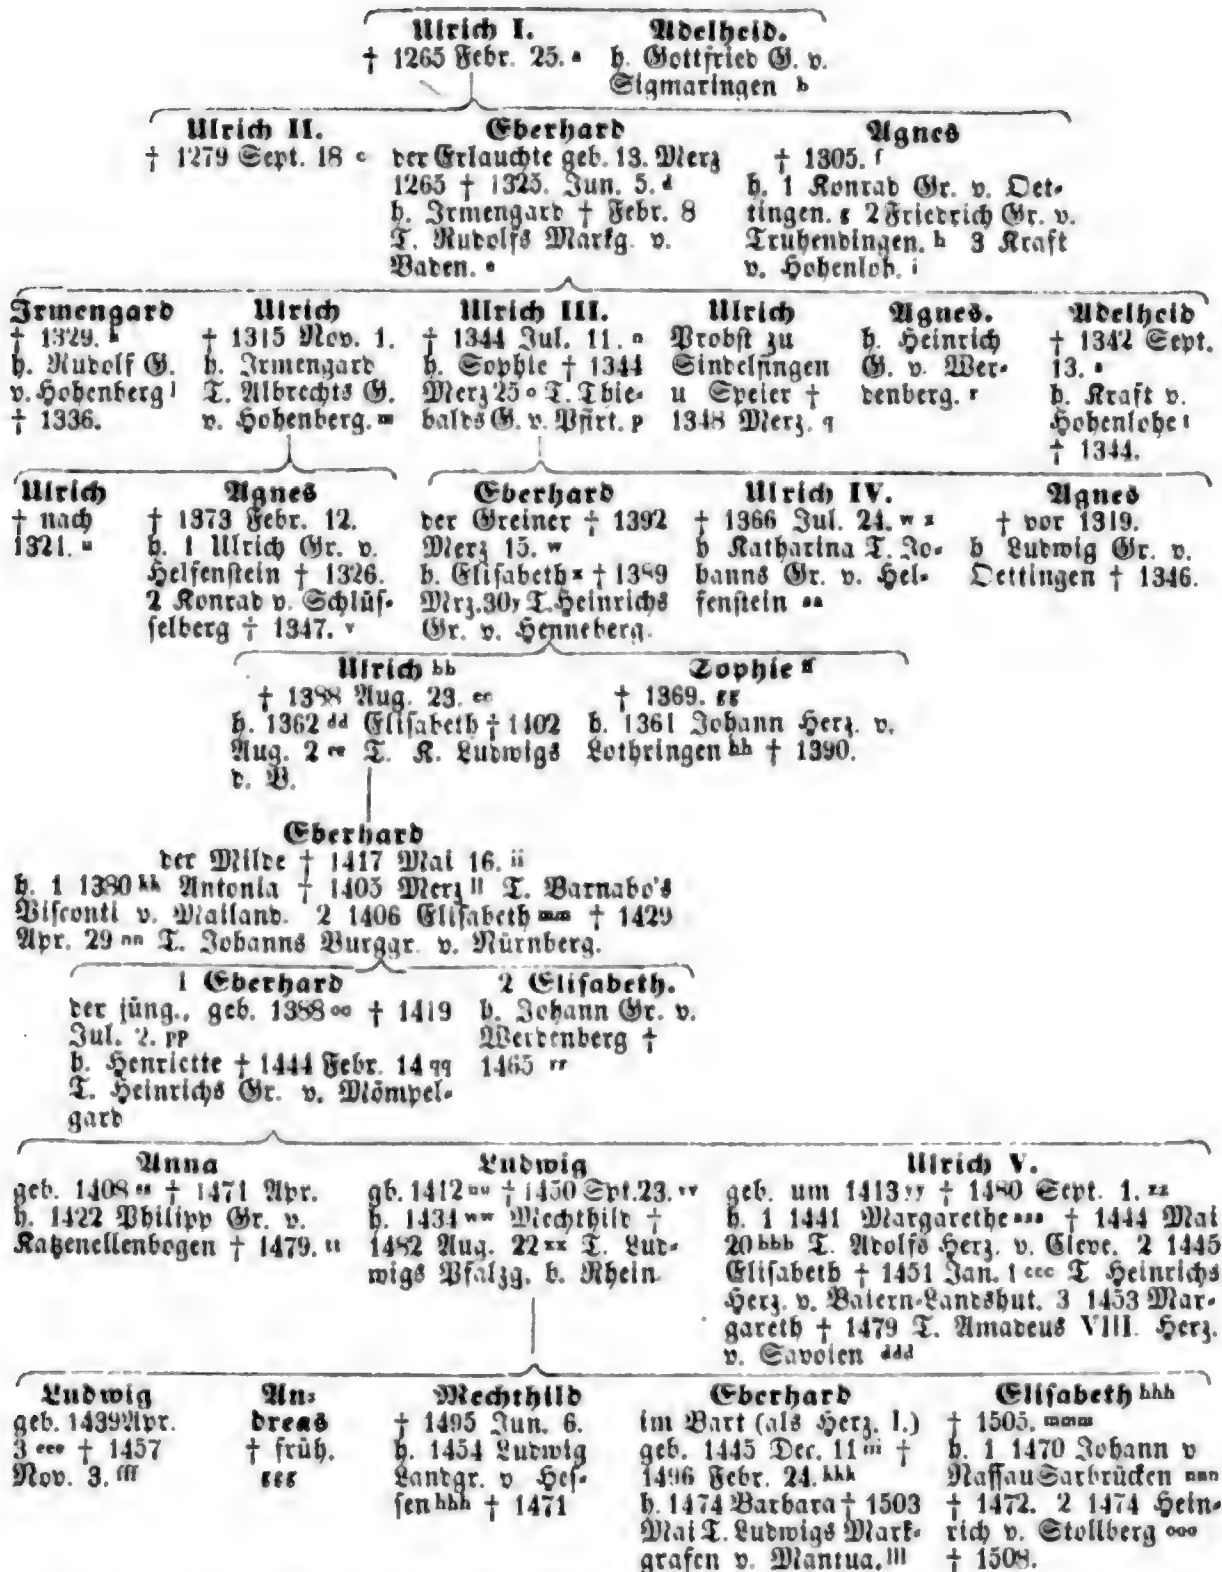 Ulrich I.
† 1265 Febr. 25. a
Adelheid.
h. Gottfried G. v.
Sigmaringen b
Ulrich II.
† 1279 Sept. 18 c
Eberhard
der Erlauchte geb. 13. Merz
1265 † 1325. Jun. 5. d
h. Irmengard † Febr. 8
T. Rudolfs Markg. v.
Baden. e
Agnes
† 1305. f
h. 1 Konrad Gr. v. Oet-
tingen. g 2 Friedrich Gr. v.
Truhendingen. h 3 Kraft
v. Hohenloh. i
Irmengard
† 1329. k
h. Rudolf G.
v. Hohenberg l
† 1336.
Ulrich
† 1315 Nov. 1.
h. Irmengard
T. Albrechts G.
v. Hohenberg. m
Ulrich III.
† 1344 Jul. 11. n
h. Sophie † 1344
Merz 25 o T. Thie-
balds G. v. Pfirt. p
Ulrich
Probst zu
Sindelfingen
u Speier †
1348 Merz. q
Agnes.
h. Heinrich
G. v. Wer-
denberg. r
Adelheid
† 1342 Sept.
13. s
h. Kraft v.
Hohenlohe t
† 1344.
Ulrich
† nach
1321. u
Agnes
† 1373 Febr. 12.
h. 1 Ulrich Gr. v.
Helfenstein † 1326.
2 Konrad v. Schlüs-
selberg † 1347. v
Eberhard
der Greiner † 1392
Merz 15. w
h. Elisabeth x † 1389
Mrz. 30 y T. Heinrichs
Gr. v. Henneberg.
Ulrich IV.
† 1366 Jul. 24. w z
h Katharina T. Jo-
hanns Gr. v. Hel-
fenstein aa
Agnes
† vor 1319.
h Ludwig Gr. v.
Oettingen † 1346.
Ulrich bb
† 1388 Aug. 23. cc
h. 1362 dd Elisabeth † 1402
Aug. 2 ee T. K. Ludwigs
d. B.
Sophie ff
† 1369. gg
h. 1361 Johann Herz. v.
Lothringen hh † 1390.
Eberhard
der Milde † 1417 Mai 16. ii
h. 1 1380 kk Antonia † 1405 Merz ll T. Barnabo's
Visconti v. Mailand. 2 1406 Elisabeth mm † 1429
Apr. 29 nn T. Johanns Burggr. v. Nürnberg.
1 Eberhard
der jüng., geb. 1388 oo † 1419
Jul. 2. pp
h. Henriette † 1444 Febr. 14 qq
T. Heinrichs Gr. v. Mömpel-
gard
2 Elisabeth.
h. Johann Gr. v.
Werdenberg †
1465 rr
Anna
geb. 1408 ss † 1471 Apr.
h. 1422 Philipp Gr. v.
Katzenellenbogen † 1479. tt
Ludwig
gb. 1412 uu † 1450 Spt. 23. vv
h. 1434 ww Mechthild †
1482 Aug. 22 xx T. Lud-
wigs Pfalzg. b. Rhein
Ulrich V.
geb. um 1413 yy † 1480 Sept. 1. zz
h. 1 1441 Margarethe aaa † 1444 Mai
20 bbb T. Adolfs Herz. v. Cleve. 2 1445
Elisabeth † 1451 Jan. 1 ccc T Heinrichs
Herz. v. Baiern-Landshut. 3 1453 Mar-
gareth † 1479 T. Amadeus VIII. Herz.
v. Savoien ddd
Ludwig
geb. 1439 Apr.
3 eee † 1457
Nov. 3. fff
An-
dreas
† früh.
ggg
Mechthild
† 1495 Jun. 6.
h. 1454 Ludwig
Landgr. v Hes-
sen hhh † 1471
Eberhard
im Bart (als Herz. I.)
geb. 1445 Dec. 11 iii †
1496 Febr. 24. kkk
h. 1474 Barbara † 1503
Mai T. Ludwigs Mark-
grafen v. Mantua. lll
Elisabeth hhh
† 1505. mmm
h. 1 1470 Johann v
Nassau Sarbrücken nnn
† 1472. 2 1474 Hein-
rich v. Stollberg ooo
† 1508.